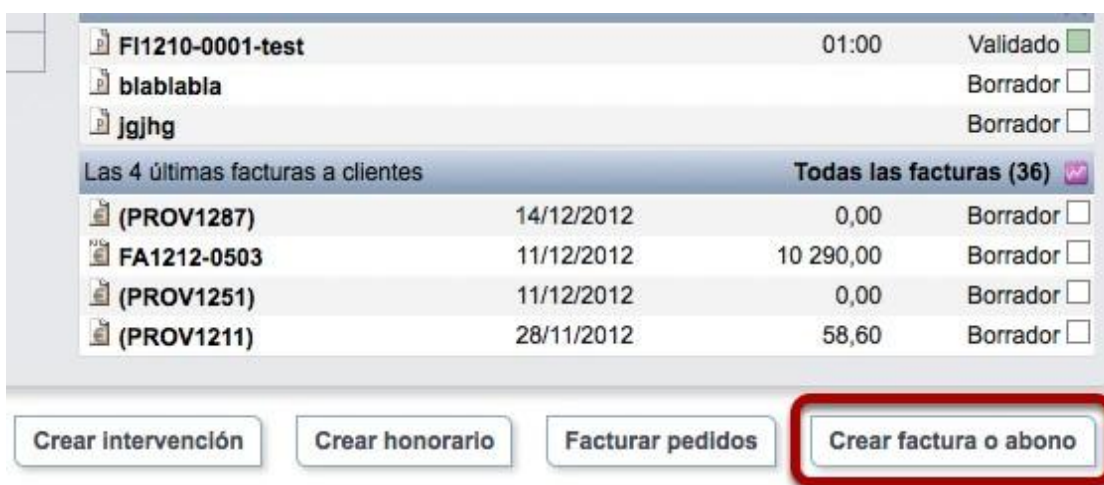 FI1210-0001-test 01:00 Validado
blablabla Borrador
jgjhg Borrador
Las 4 últimas facturas a clientes Todas las facturas (36)
(PROV1287) 14/12/2012 0,00 Borrador
FA1212-0503 11/12/2012 10 290,00 Borrador
(PROV1251) 11/12/2012 0,00 Borrador
(PROV1211) 28/11/2012 58,60 Borrador
Crear intervención Crear honorario Facturar pedidos Crear factura o abono